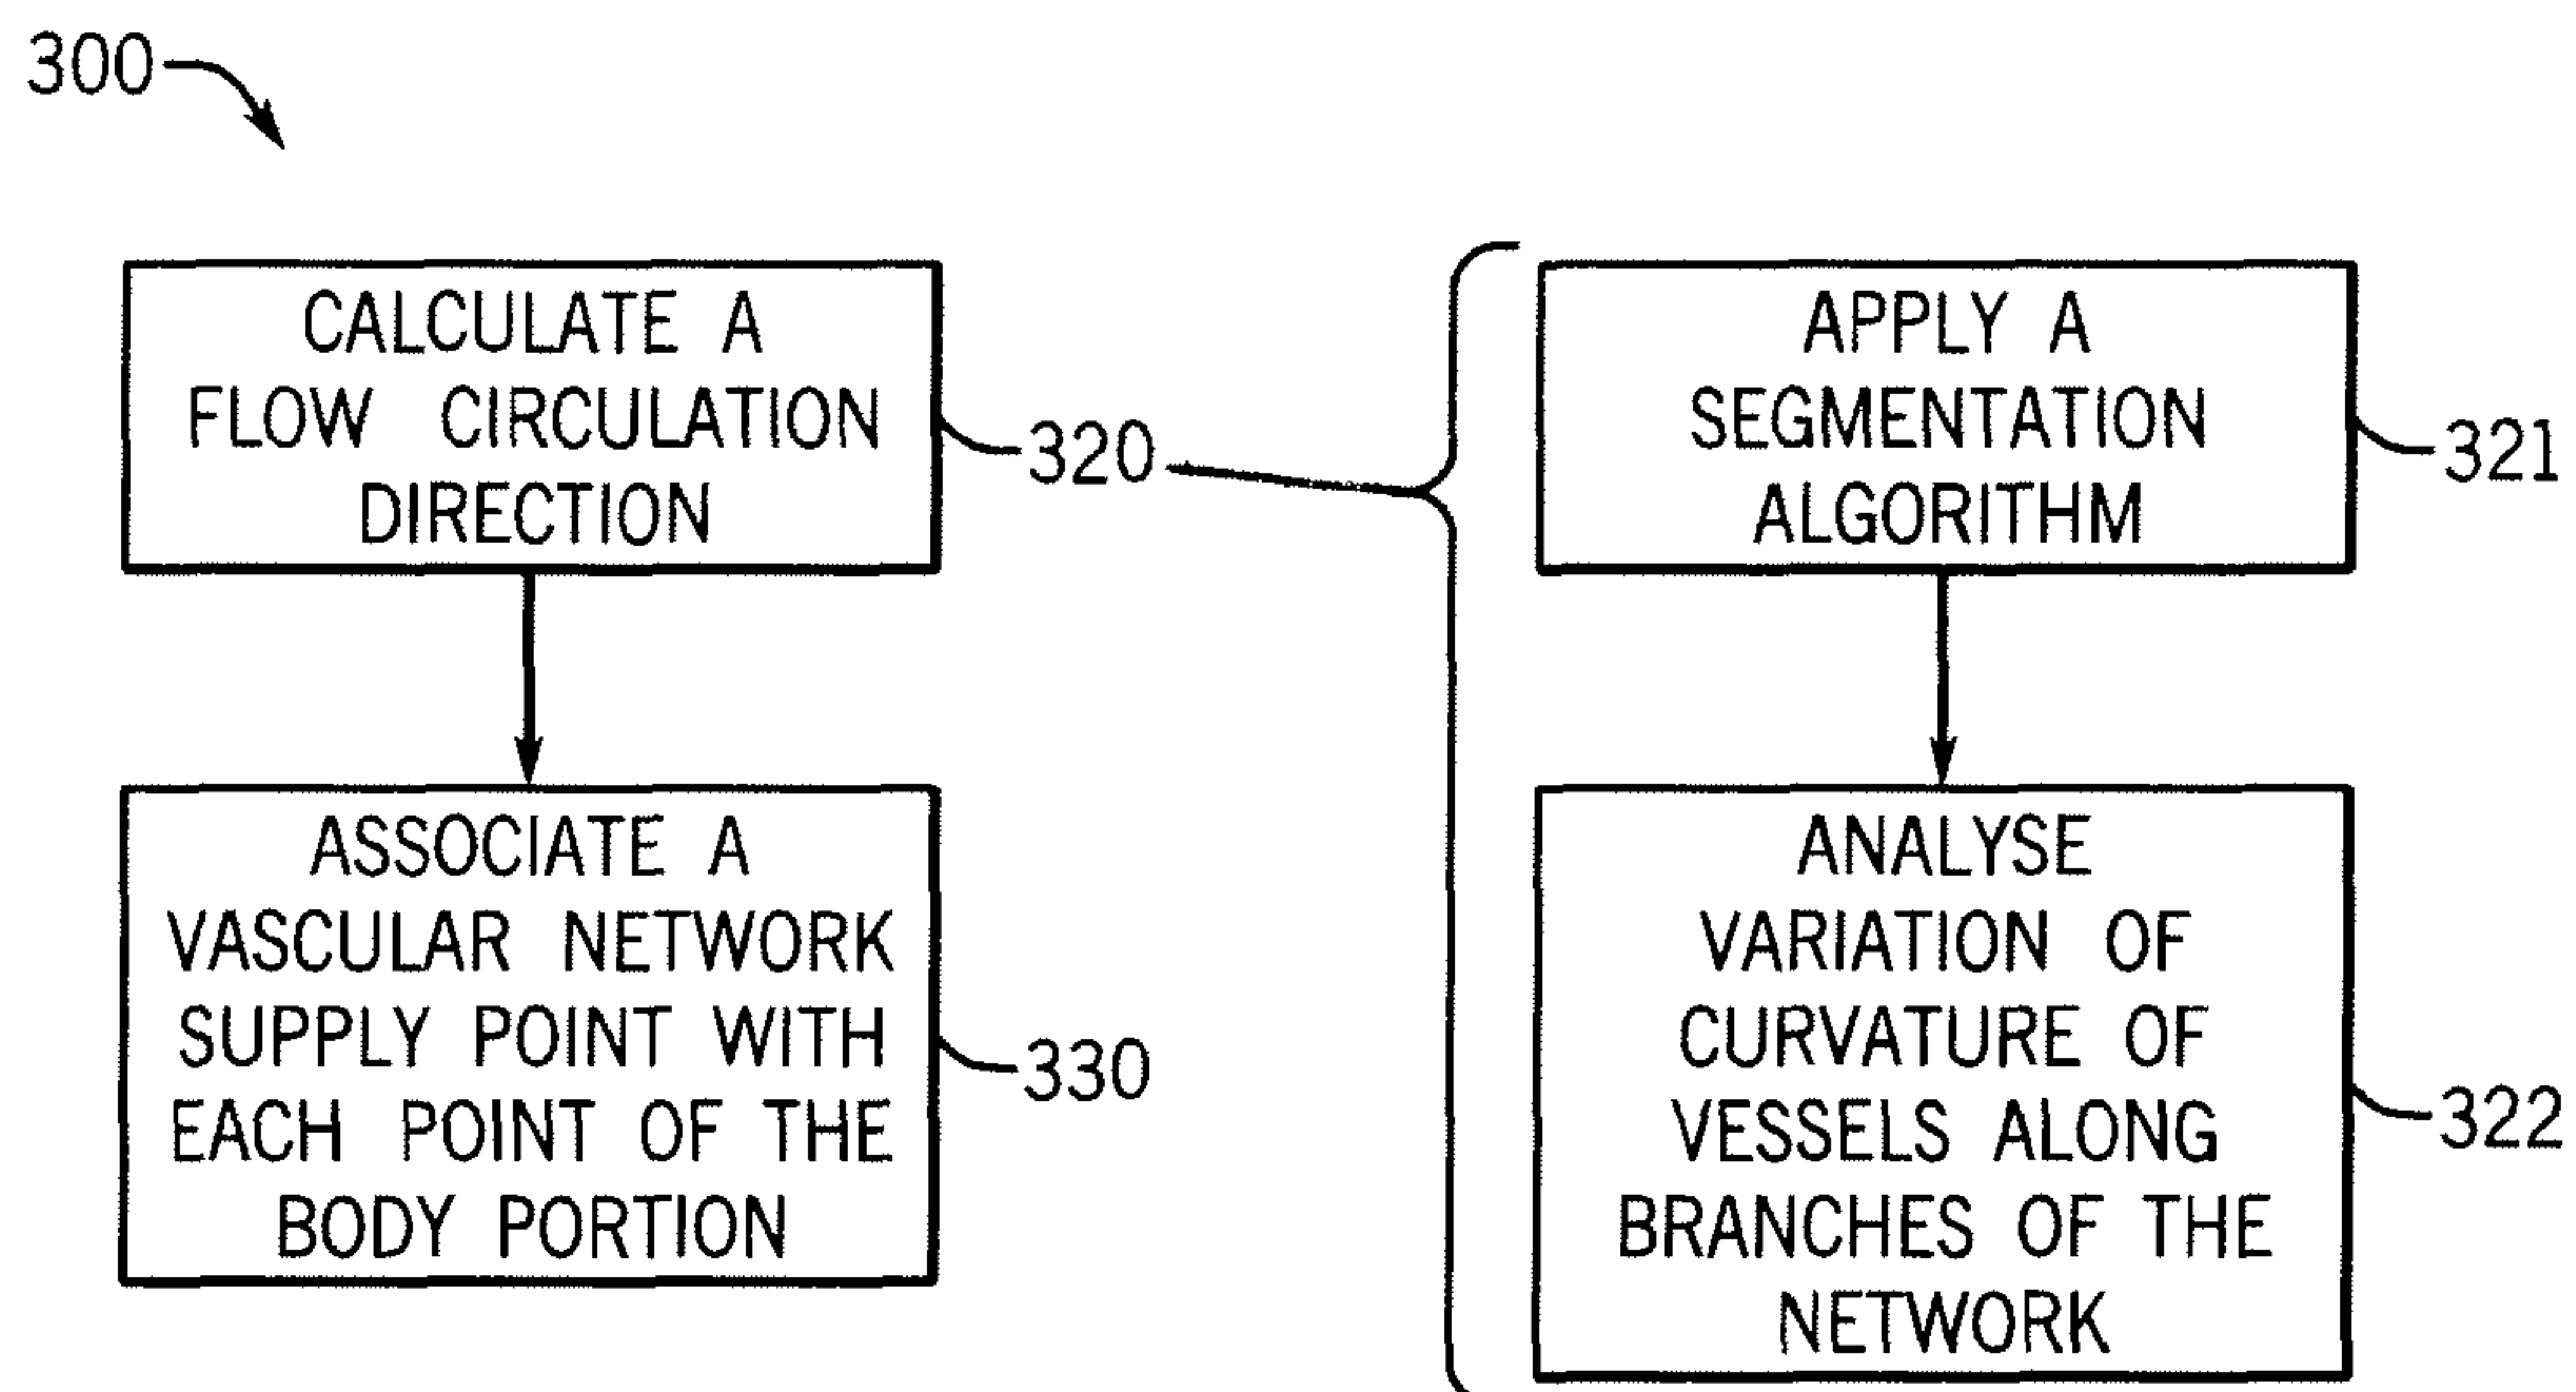 300
CALCULATE A
FLOW CIRCULATION
DIRECTION
320
ASSOCIATE A
VASCULAR NETWORK
SUPPLY POINT WITH
EACH POINT OF THE
BODY PORTION
330
APPLY A
SEGMENTATION
ALGORITHM
321
ANALYSE
VARIATION OF
CURVATURE OF
VESSELS ALONG
BRANCHES OF THE
NETWORK
322